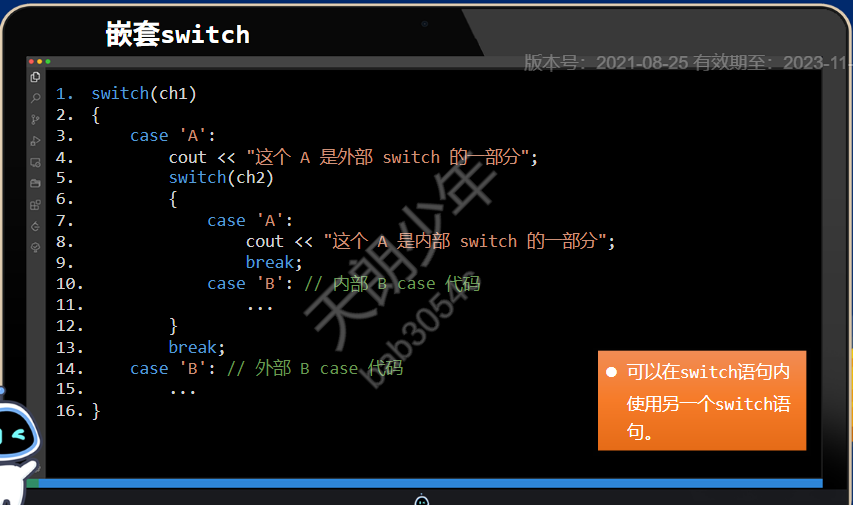 嵌套switch
版本号：2021-08-25 有效期至：2023-11-
1. switch(ch1)
2. {
3. case 'A':
4. cout << "这个 A 是外部 switch 的一部分";
5. switch(ch2)
6. {
7. case 'A':
8. cout << "这个 A 是内部 switch 的一部分";
9. break;
10. case 'B': // 内部 B case 代码
11. ...
12. }
13. break;
14. case 'B': // 外部 B case 代码
15. ...
16. }
可以在switch语句内
使用另一个switch语
句。
天朗少年